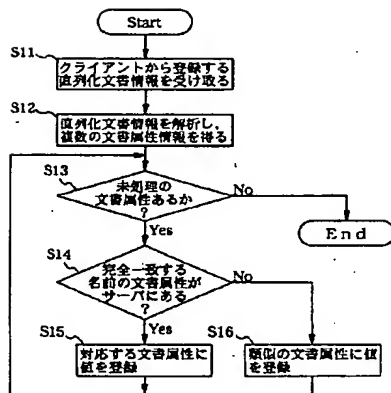 Start
S11
クライアントから登録する
直列化文書情報を受け取る
S12
直列化文書情報を解析し、
複数の文書属性情報を得る
S13
未処理の
文書属性あるか
?
No
Yes
End
S14
完全一致する
名前の文書属性が
サーバにある
?
No
Yes
S15
対応する文書属性に
値を登録
S16
類似の文書属性に値
を登録